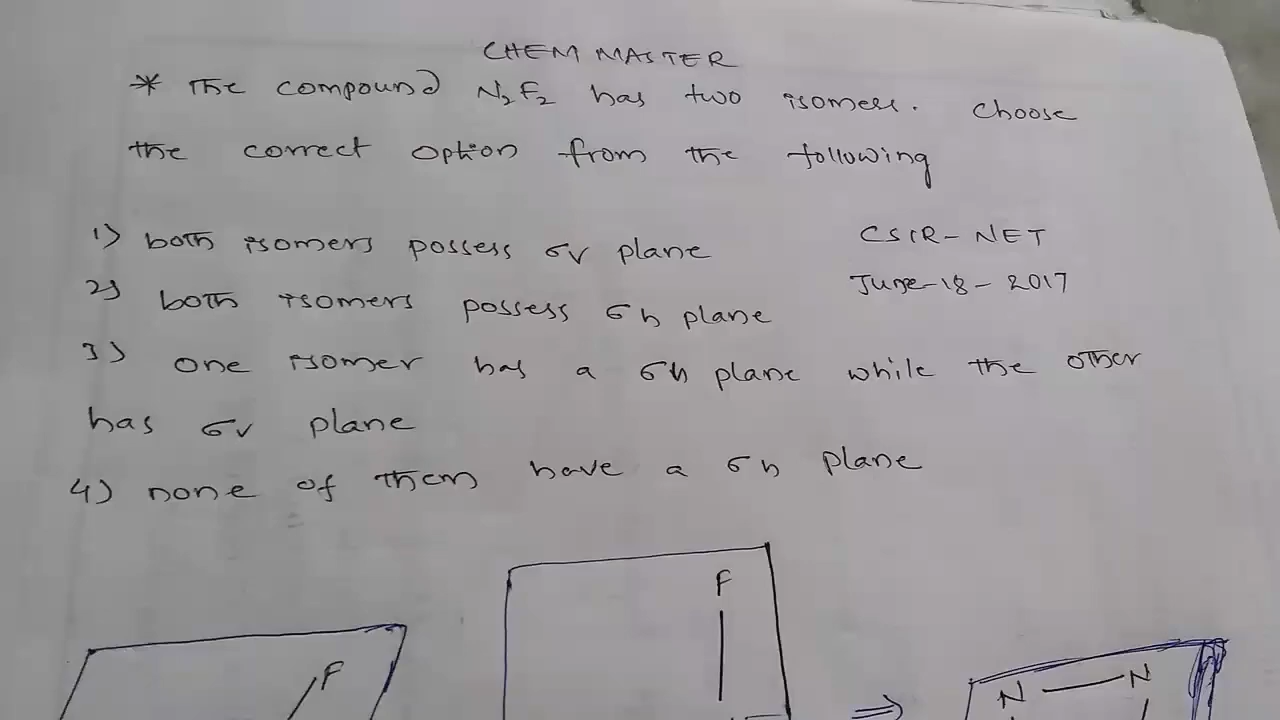 CHEM MASTER
* The compound N₂F₂ has two isomers. Choose
the correct option from the following
1) both isomers possess σv plane
CSIR-NET
2) both isomers possess σh plane
June-18-2017
3) one isomer has a σh plane while the other
has σv plane
4) none of them have a σh plane
F
F
⇒
N — N